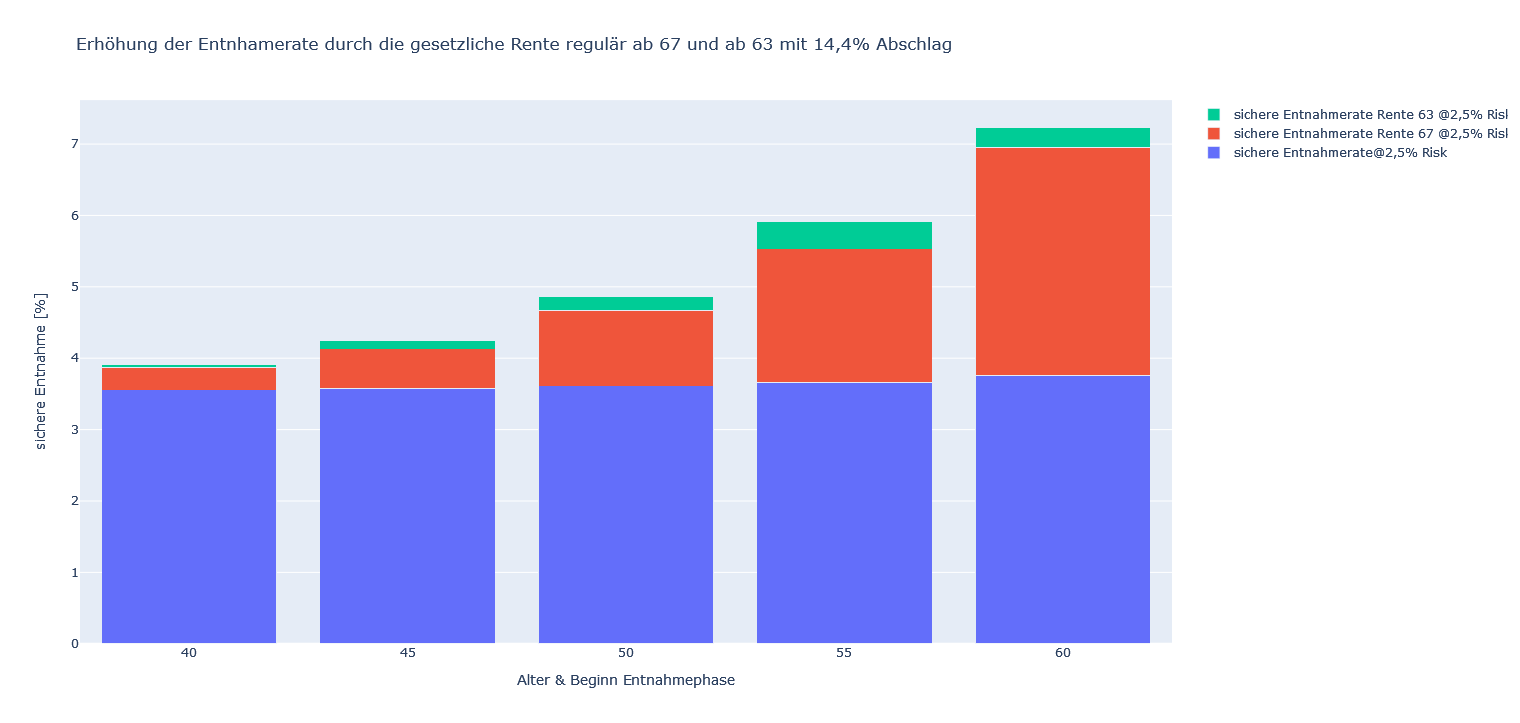 Erhöhung der Entnhamerate durch die gesetzliche Rente regulär ab 67 und ab 63 mit 14,4% Abschlag
sichere Entnahmerate Rente 63 @2,5% Risl
sichere Entnahmerate Rente 67 @2,5% Risl
sichere Entnahmerate@2,5% Risk
sichere Entnahme [%]
7
6
5
4
3
2
1
0
40 45 50 55 60
Alter & Beginn Entnahmephase